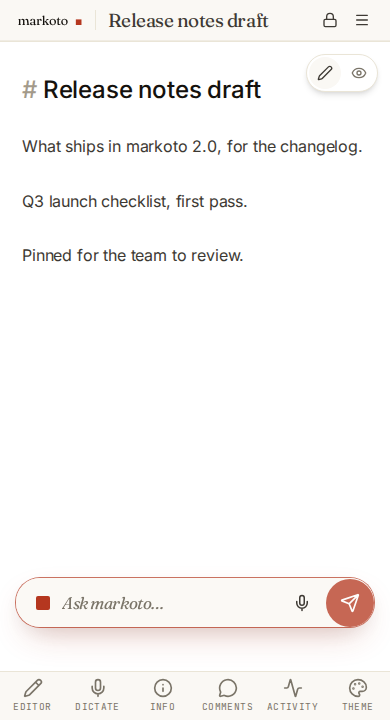 markoto
Release notes draft
# Release notes draft
What ships in markoto 2.0, for the changelog.
Q3 launch checklist, first pass.
Pinned for the team to review.
Ask markoto...
EDITOR
DICTATE
INFO
COMMENTS
ACTIVITY
THEME